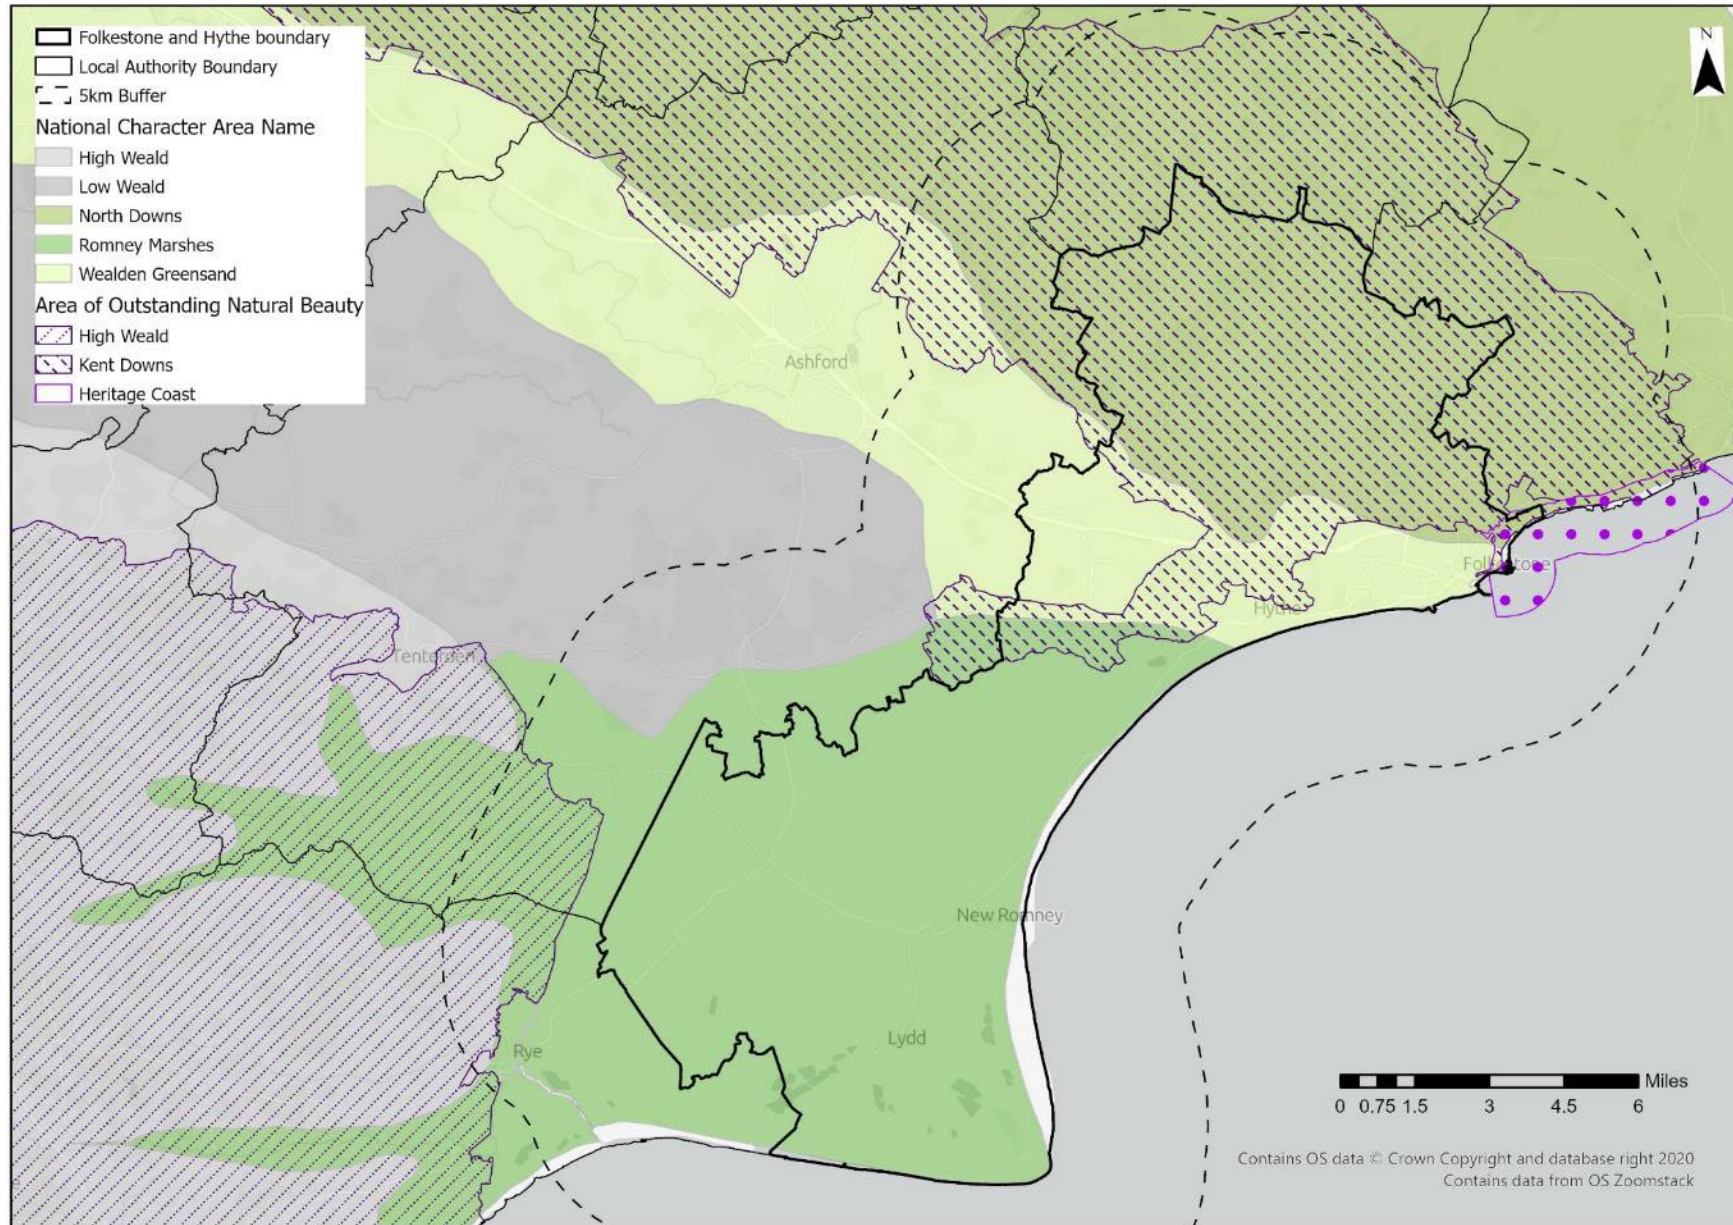 Folkestone and Hythe boundary
Local Authority Boundary
5km Buffer
National Character Area Name
High Weald
Low Weald
North Downs
Romney Marshes
Wealden Greensand
Area of Outstanding Natural Beauty
High Weald
Kent Downs
Heritage Coast
N
Ashford
Folkestone
Hythe
Tenterden
New Romney
Lydd
Rye
Miles
0 0.75 1.5 3 4.5 6
Contains OS data © Crown Copyright and database right 2020
Contains data from OS Zoomstack